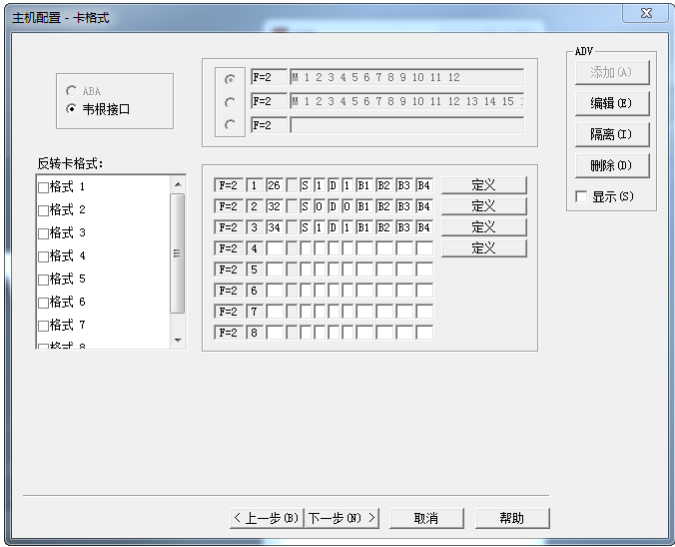 主机配置 - 卡格式
ABA
韦根接口
F=2 M 1 2 3 4 5 6 7 8 9 10 11 12
F=2 M 1 2 3 4 5 6 7 8 9 10 11 12 13 14 15
F=2
ADV
添加(A)
编辑(E)
隔离(I)
删除(D)
显示(S)
反转卡格式:
格式 1
格式 2
格式 3
格式 4
格式 5
格式 6
格式 7
格式 8
F=2 1 26 S 1 D 1 B1 B2 B3 B4 定义
F=2 2 32 S 0 D 0 B1 B2 B3 B4 定义
F=2 3 34 S 1 D 1 B1 B2 B3 B4 定义
F=2 4 定义
F=2 5
F=2 6
F=2 7
F=2 8
< 上一步(B) 下一步(N) > 取消 帮助